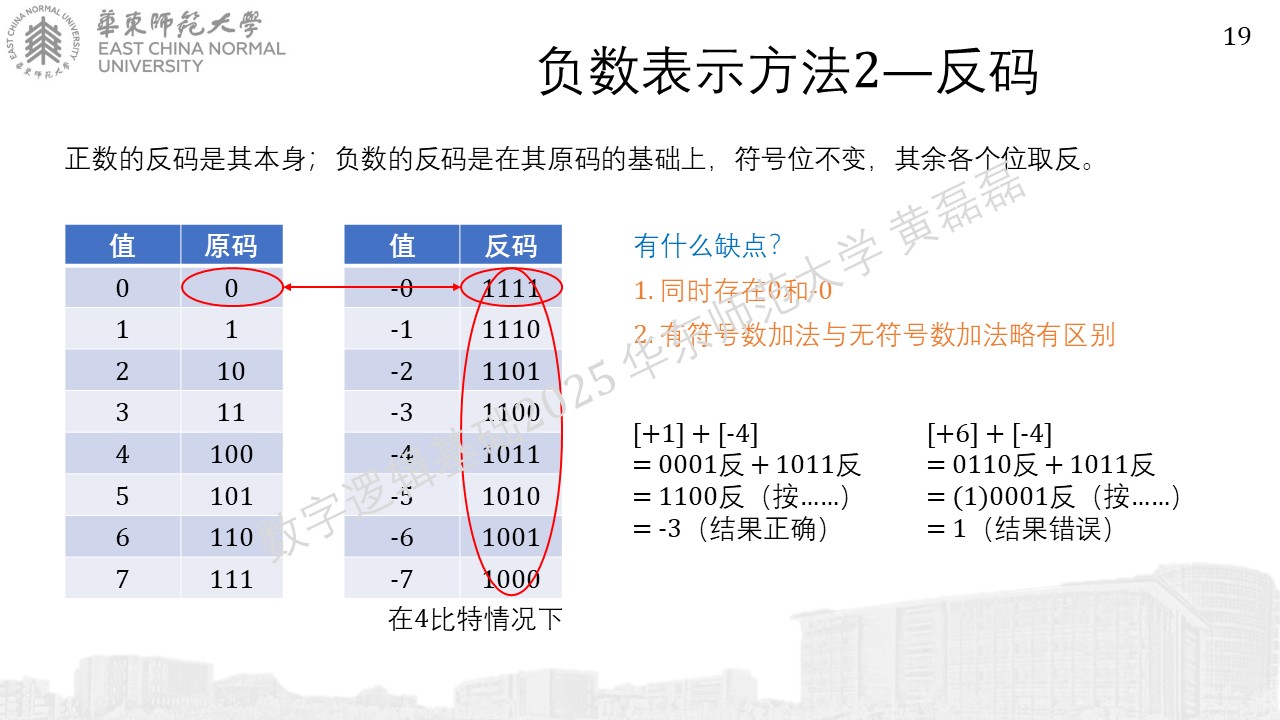 華東師范大學
EAST CHINA NORMAL
UNIVERSITY
EAST CHINA NORMAL UNIVERSITY
華東師范大學
19
负数表示方法2—反码
正数的反码是其本身；负数的反码是在其原码的基础上，符号位不变，其余各个位取反。
值 原码
0 0
1 1
2 10
3 11
4 100
5 101
6 110
7 111
值 反码
-0 1111
-1 1110
-2 1101
-3 1100
-4 1011
-5 1010
-6 1001
-7 1000
在4比特情况下
有什么缺点？
1. 同时存在0和-0
2. 有符号数加法与无符号数加法略有区别
[+1] + [-4]
= 0001反 + 1011反
= 1100反（按……）
= -3（结果正确）
[+6] + [-4]
= 0110反 + 1011反
= (1)0001反（按……）
= 1（结果错误）
数字逻辑基础2025 华东师范大学 黄磊磊